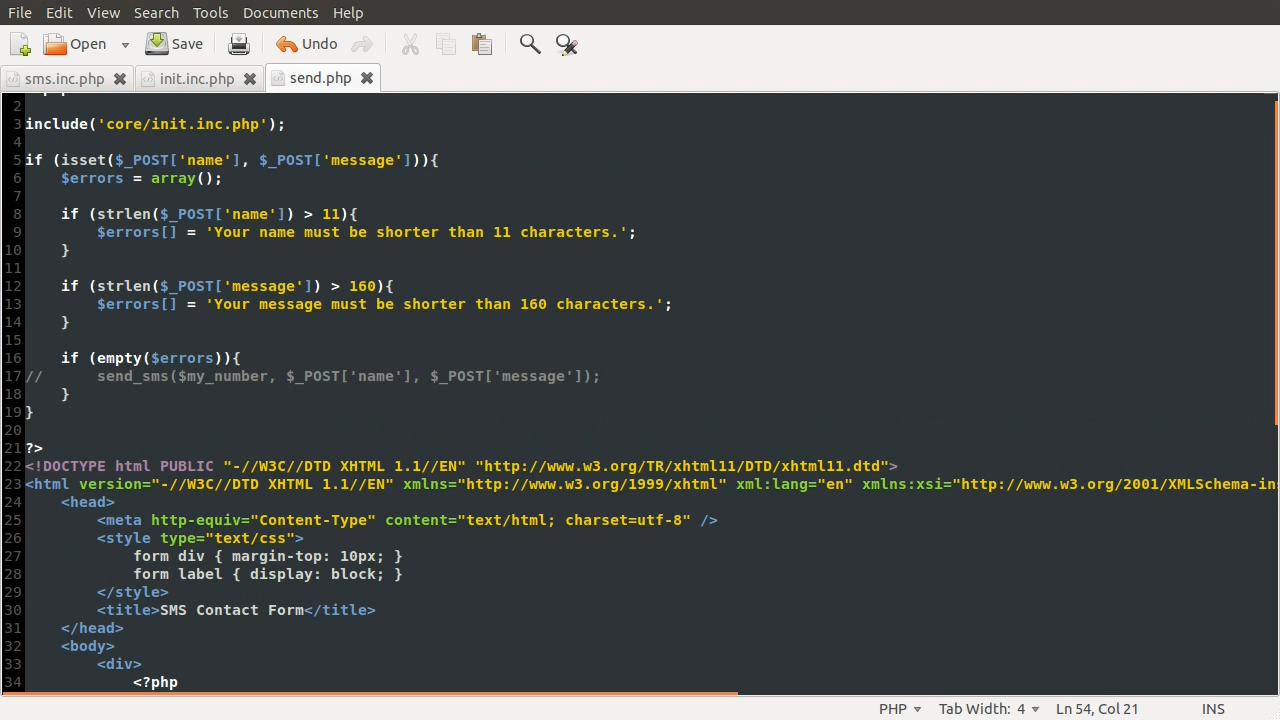 File Edit View Search Tools Documents Help
Open Save Undo
sms.inc.php init.inc.php send.php
2
3 include('core/init.inc.php');
4
5 if (isset($_POST['name'], $_POST['message'])){
6 $errors = array();
7
8 if (strlen($_POST['name']) > 11){
9 $errors[] = 'Your name must be shorter than 11 characters.';
10 }
11
12 if (strlen($_POST['message']) > 160){
13 $errors[] = 'Your message must be shorter than 160 characters.';
14 }
15
16 if (empty($errors)){
17 // send_sms($my_number, $_POST['name'], $_POST['message']);
18 }
19 }
20
21 ?>
22 <!DOCTYPE html PUBLIC "-//W3C//DTD XHTML 1.1//EN" "http://www.w3.org/TR/xhtml11/DTD/xhtml11.dtd">
23 <html version="-//W3C//DTD XHTML 1.1//EN" xmlns="http://www.w3.org/1999/xhtml" xml:lang="en" xmlns:xsi="http://www.w3.org/2001/XMLSchema-ins
24 <head>
25 <meta http-equiv="Content-Type" content="text/html; charset=utf-8" />
26 <style type="text/css">
27 form div { margin-top: 10px; }
28 form label { display: block; }
29 </style>
30 <title>SMS Contact Form</title>
31 </head>
32 <body>
33 <div>
34 <?php
PHP Tab Width: 4 Ln 54, Col 21 INS